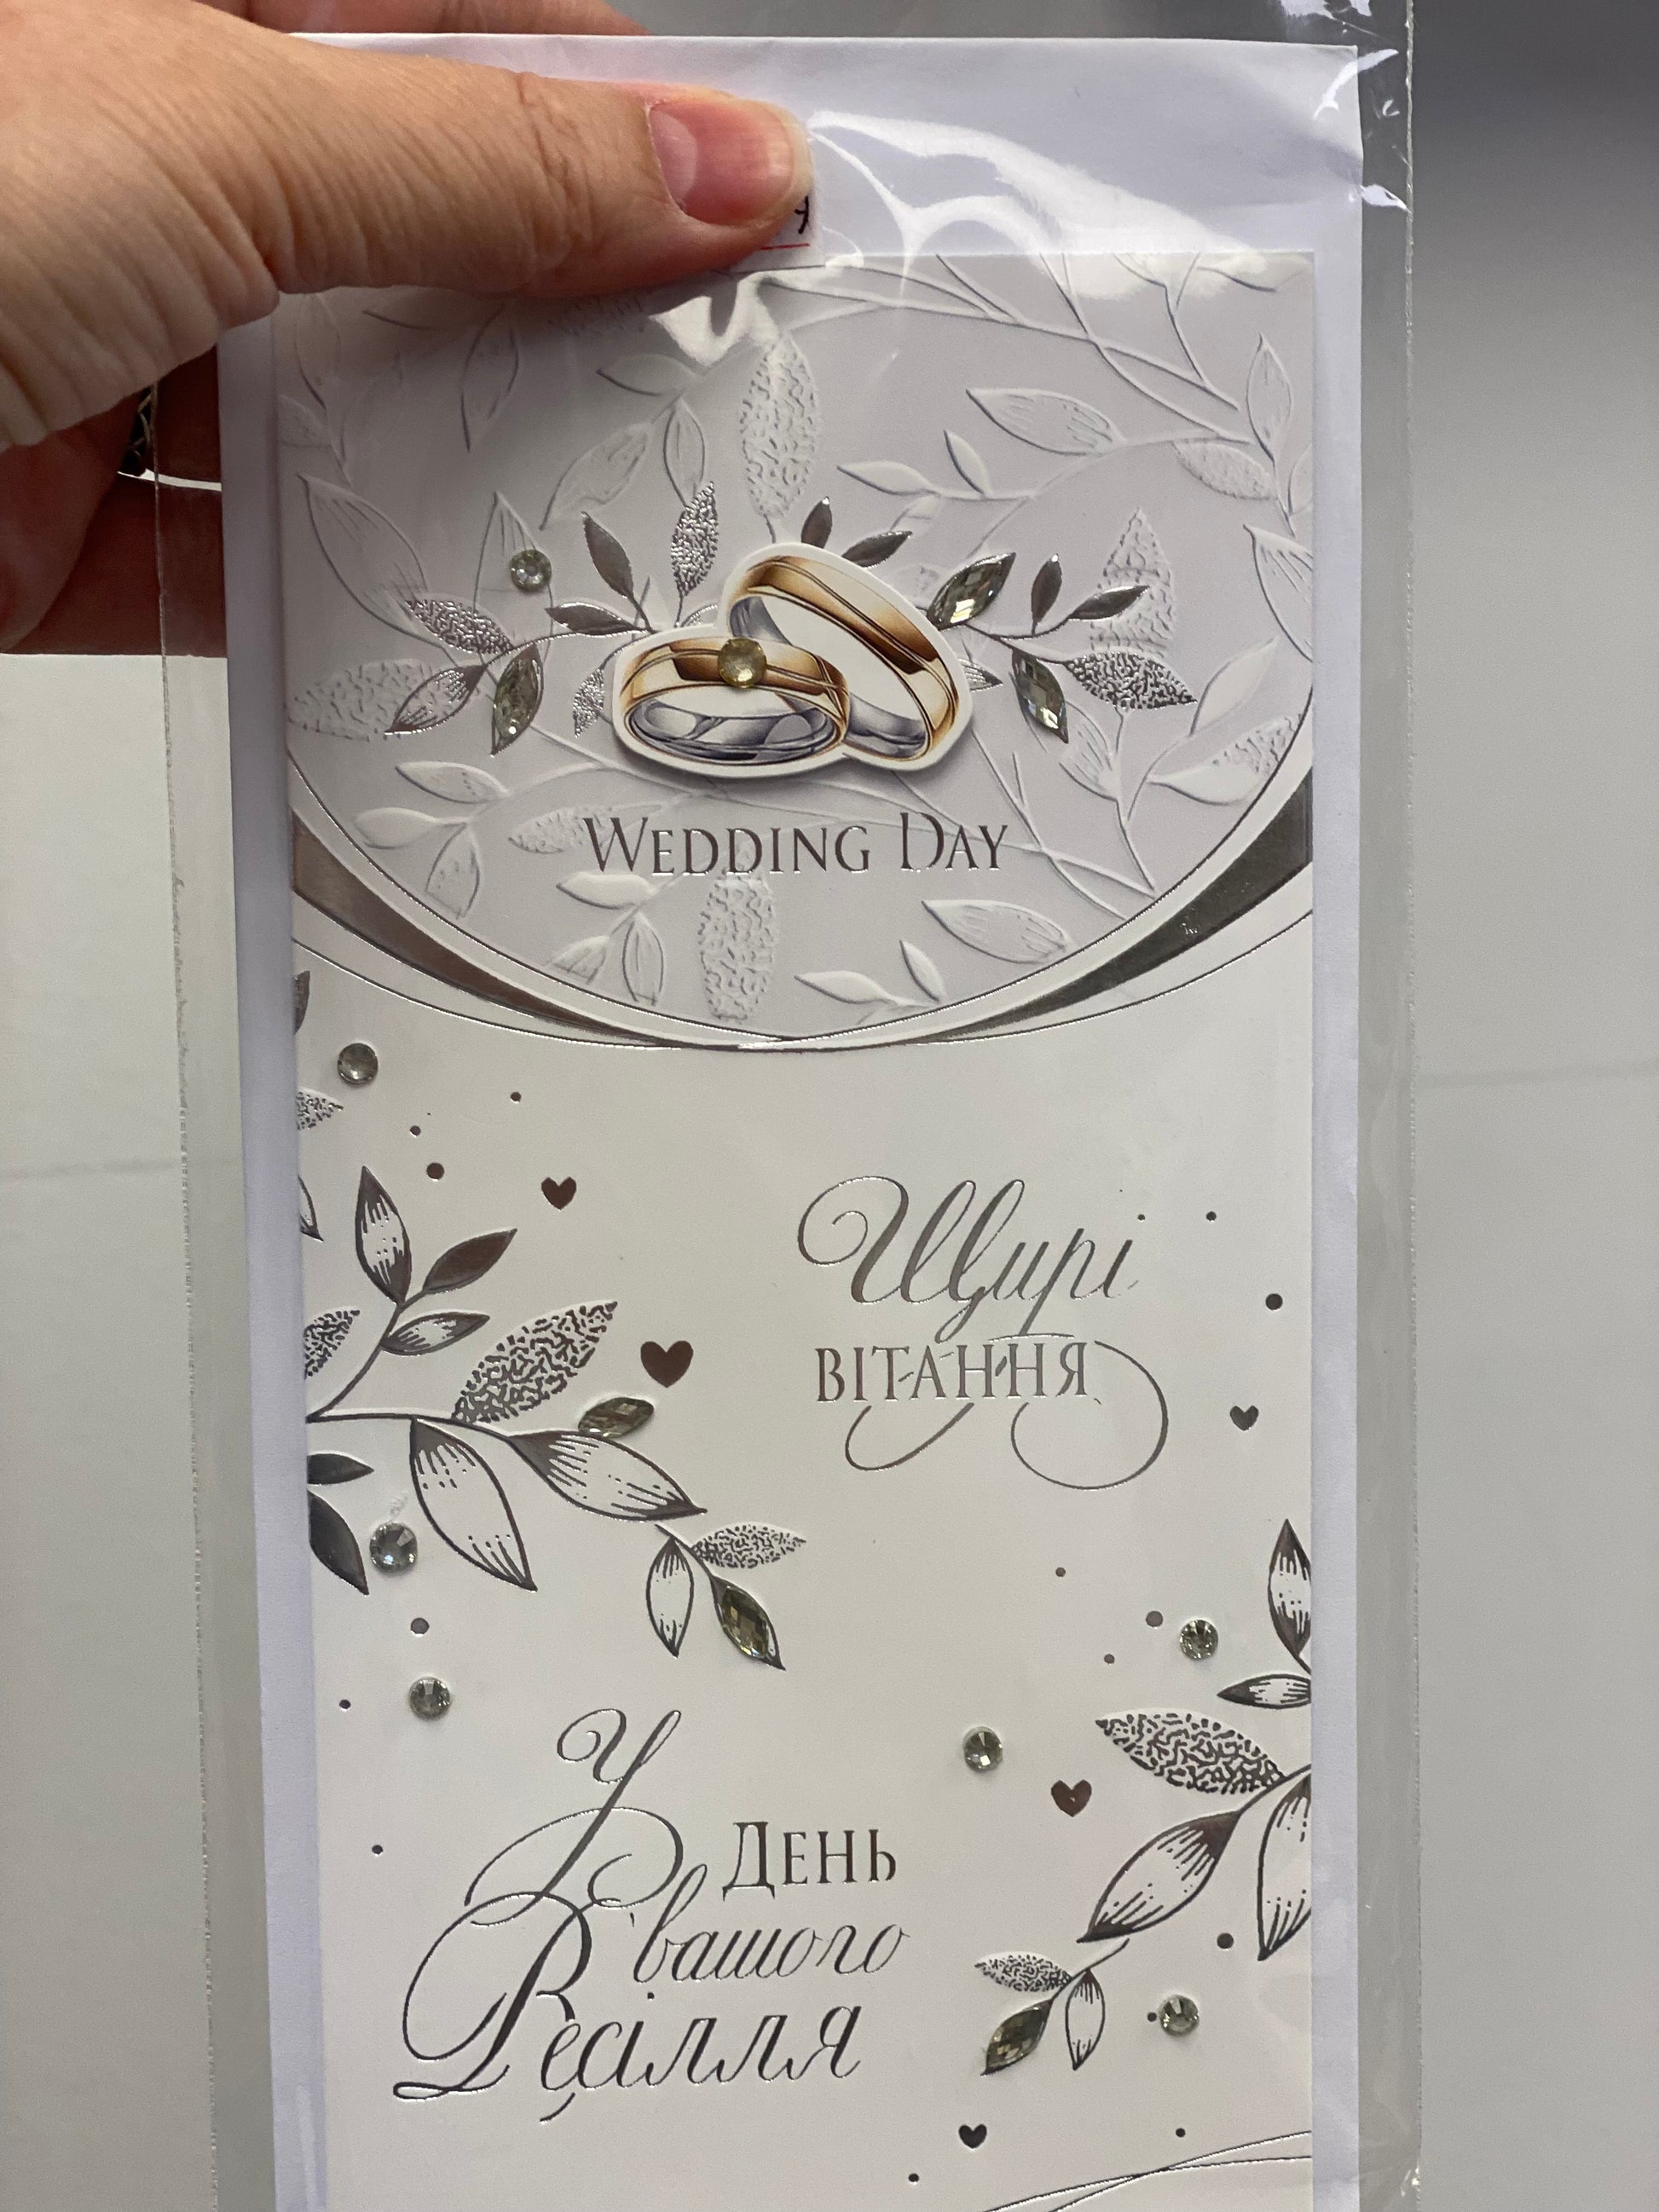 WEDDING DAY
Щирі
ВІТАННЯ
У ДЕНЬ
вашого
Весілля